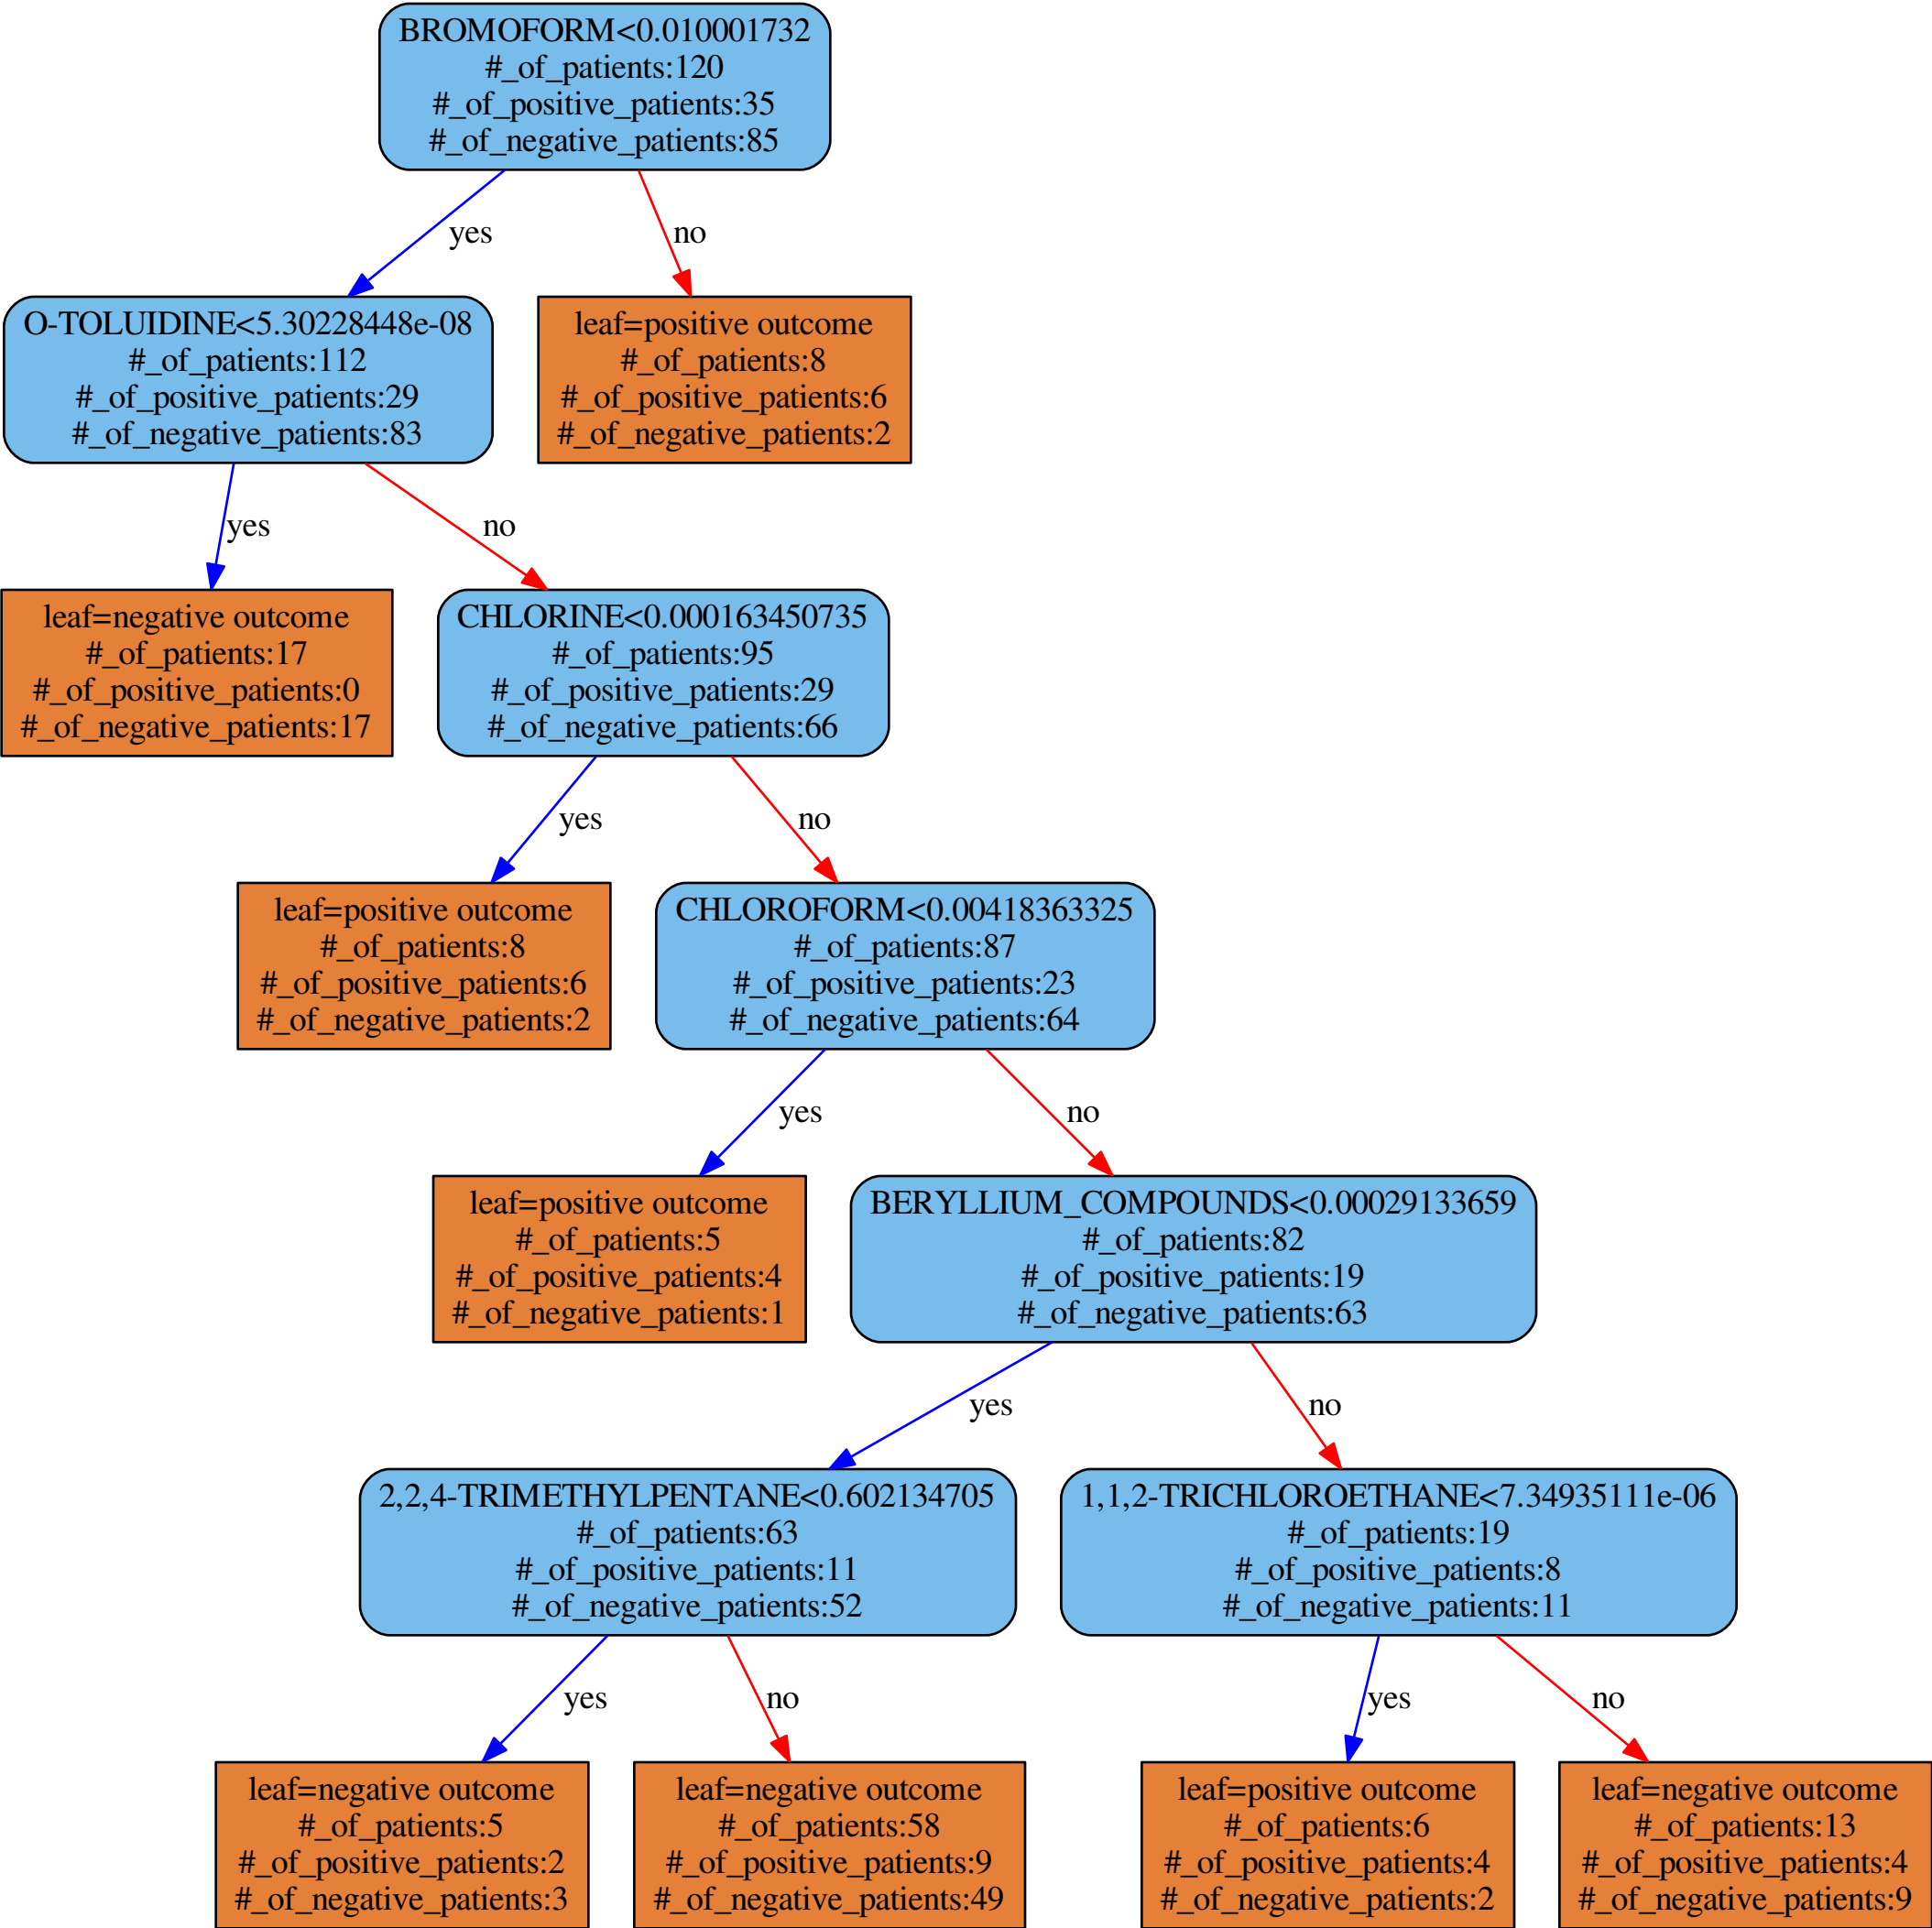 BROMOFORM<0.010001732
#_of_patients:120
#_of_positive_patients:35
#_of_negative_patients:85
yes
no
O-TOLUIDINE<5.30228448e-08
#_of_patients:112
#_of_positive_patients:29
#_of_negative_patients:83
leaf=positive outcome
#_of_patients:8
#_of_positive_patients:6
#_of_negative_patients:2
yes
no
leaf=negative outcome
#_of_patients:17
#_of_positive_patients:0
#_of_negative_patients:17
CHLORINE<0.000163450735
#_of_patients:95
#_of_positive_patients:29
#_of_negative_patients:66
yes
no
leaf=positive outcome
#_of_patients:8
#_of_positive_patients:6
#_of_negative_patients:2
CHLOROFORM<0.00418363325
#_of_patients:87
#_of_positive_patients:23
#_of_negative_patients:64
yes
no
leaf=positive outcome
#_of_patients:5
#_of_positive_patients:4
#_of_negative_patients:1
BERYLLIUM_COMPOUNDS<0.00029133659
#_of_patients:82
#_of_positive_patients:19
#_of_negative_patients:63
yes
no
2,2,4-TRIMETHYLPENTANE<0.602134705
#_of_patients:63
#_of_positive_patients:11
#_of_negative_patients:52
1,1,2-TRICHLOROETHANE<7.34935111e-06
#_of_patients:19
#_of_positive_patients:8
#_of_negative_patients:11
yes
no
yes
no
leaf=negative outcome
#_of_patients:5
#_of_positive_patients:2
#_of_negative_patients:3
leaf=negative outcome
#_of_patients:58
#_of_positive_patients:9
#_of_negative_patients:49
leaf=positive outcome
#_of_patients:6
#_of_positive_patients:4
#_of_negative_patients:2
leaf=negative outcome
#_of_patients:13
#_of_positive_patients:4
#_of_negative_patients:9